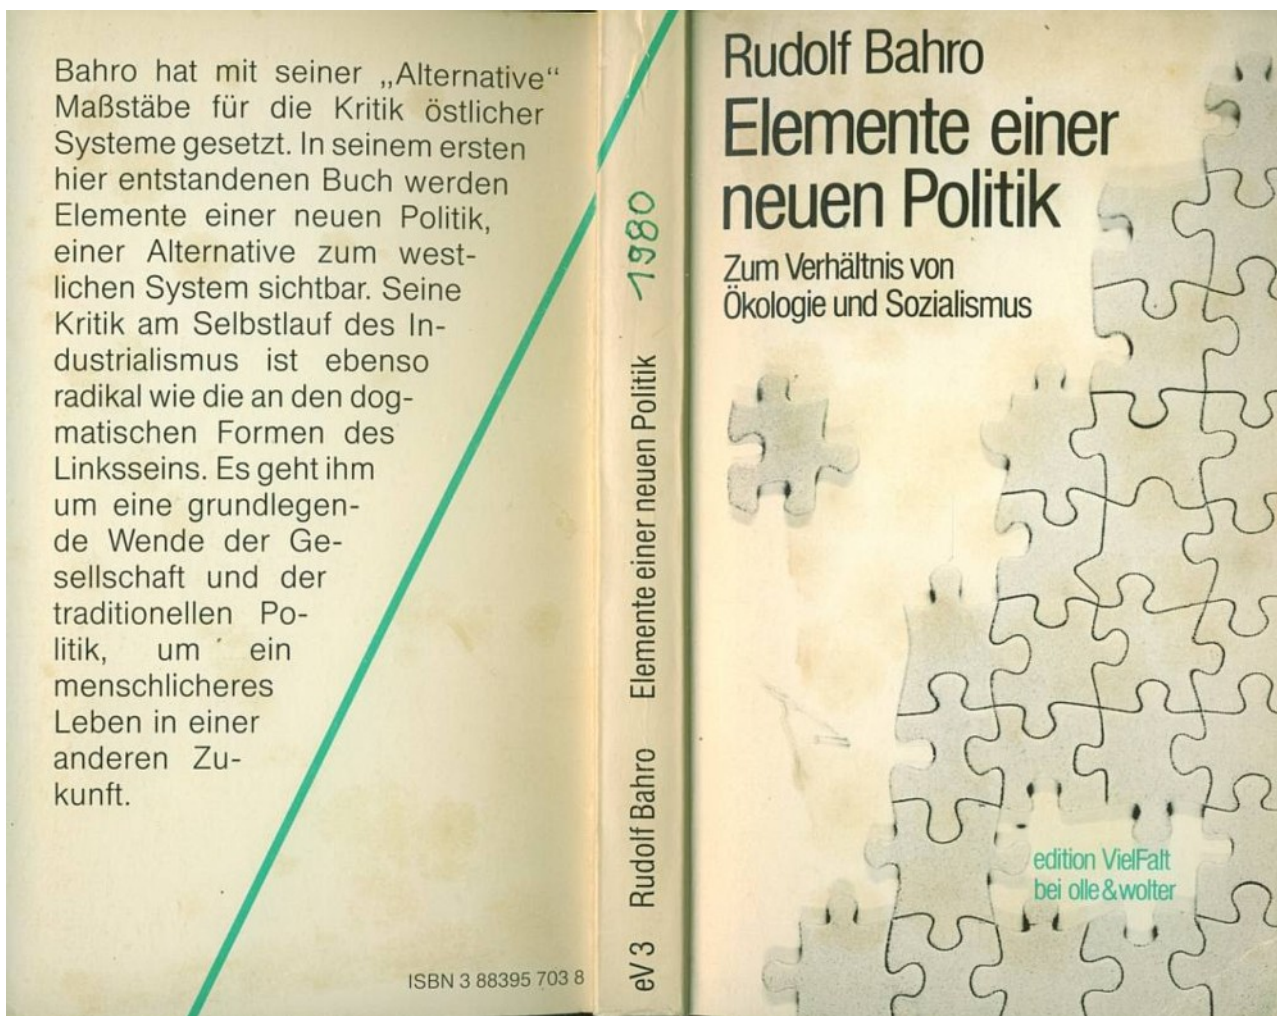 Bahro hat mit seiner „Alternative“
Maßstäbe für die Kritik östlicher
Systeme gesetzt. In seinem ersten
hier entstandenen Buch werden
Elemente einer neuen Politik,
einer Alternative zum west-
lichen System sichtbar. Seine
Kritik am Selbstlauf des In-
dustrialismus ist ebenso
radikal wie die an den dog-
matischen Formen des
Linksseins. Es geht ihm
um eine grundlegen-
de Wende der Ge-
sellschaft und der
traditionellen Po-
litik, um ein
menschlicheres
Leben in einer
anderen Zu-
kunft.
ISBN 3 88395 703 8
eV 3 Rudolf Bahro Elemente einer neuen Politik 1980
Rudolf Bahro
Elemente einer
neuen Politik
Zum Verhältnis von
Ökologie und Sozialismus
edition VielFalt
bei olle & wolter